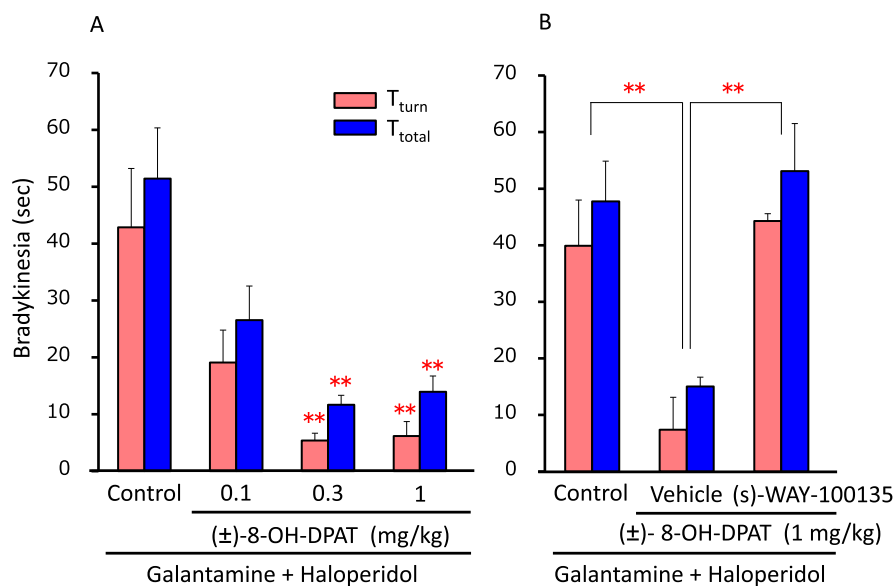 A
B
Bradykinesia (sec)
70
60
50
40
30
20
10
0
T turn
T total
**
**
**
**
Control 0.1 0.3 1
(±)-8-OH-DPAT (mg/kg)
Galantamine + Haloperidol
70
60
50
40
30
20
10
0
**
**
Control Vehicle (s)-WAY-100135
(±)- 8-OH-DPAT (1 mg/kg)
Galantamine + Haloperidol